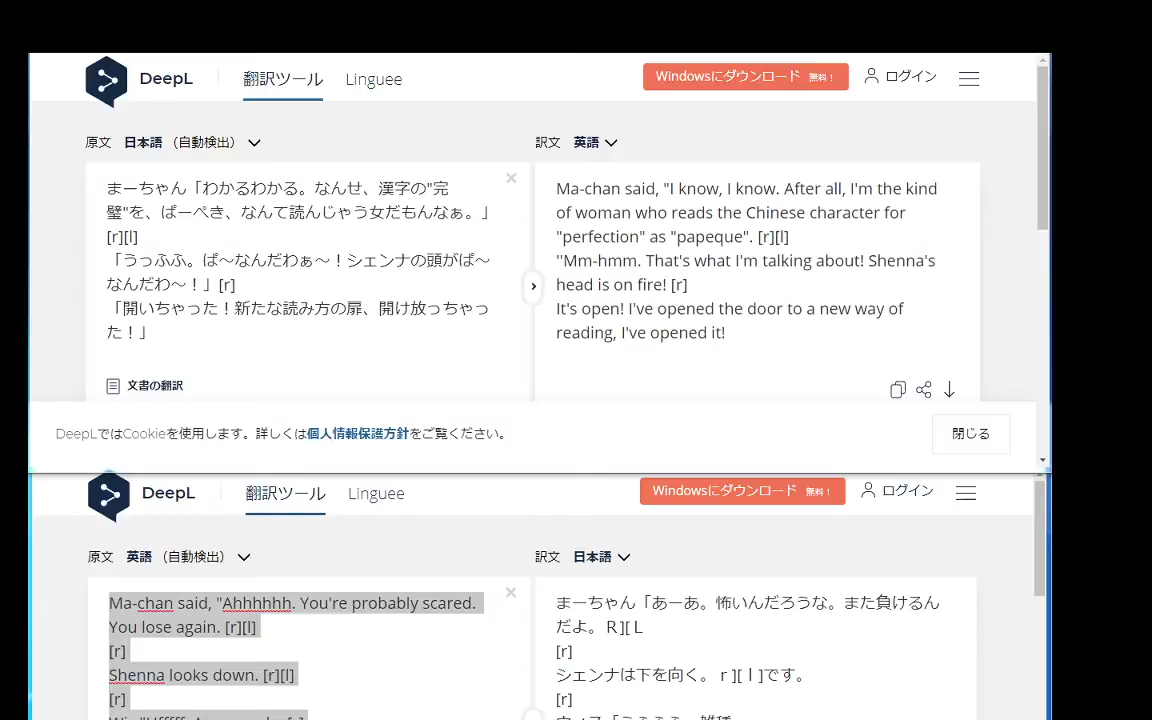 DeepL 翻訳ツール Linguee Windowsにダウンロード 無料！ ログイン
原文 日本語 （自動検出） 訳文 英語
まーちゃん「わかるわかる。なんせ、漢字の"完
璧"を、ぱーぺき、なんて読んじゃう女だもんなぁ。」
[r][l]
「うっふふ。ぱ～なんだわぁ～！シェンナの頭がぱ～
なんだわ～！」[r]
「開いちゃった！新たな読み方の扉、開け放っちゃっ
た！」
Ma-chan said, "I know, I know. After all, I'm the kind
of woman who reads the Chinese character for
"perfection" as "papeque". [r][l]
''Mm-hmm. That's what I'm talking about! Shenna's
head is on fire! [r]
It's open! I've opened the door to a new way of
reading, I've opened it!
文書の翻訳
DeepLではCookieを使用します。詳しくは個人情報保護方針をご覧ください。 閉じる
DeepL 翻訳ツール Linguee Windowsにダウンロード 無料！ ログイン
原文 英語 （自動検出） 訳文 日本語
Ma-chan said, "Ahhhhhh. You're probably scared.
You lose again. [r][l]
[r]
Shenna looks down. [r][l]
[r]
まーちゃん「あーあ。怖いんだろうな。また負けるん
だよ。Ｒ][Ｌ
[r]
シェンナは下を向く。ｒ][ｌ]です。
[r]